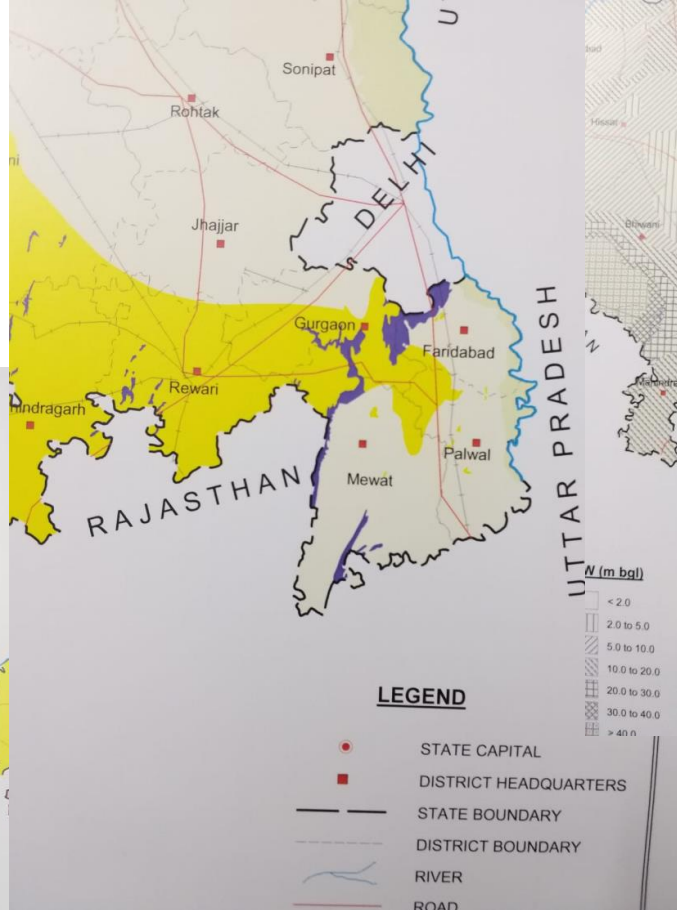 Sonipat
Rohtak
DELHI
Jhajjar
Gurgaon
Faridabad
Rewari
hindragarh
Palwal
Mewat
RAJASTHAN
UTTAR PRADESH
LEGEND
STATE CAPITAL
DISTRICT HEADQUARTERS
STATE BOUNDARY
DISTRICT BOUNDARY
RIVER
ROAD
Hissar
Bhiwani
W (m bgl)
< 2.0
2.0 to 5.0
5.0 to 10.0
10.0 to 20.0
20.0 to 30.0
30.0 to 40.0
> 40.0